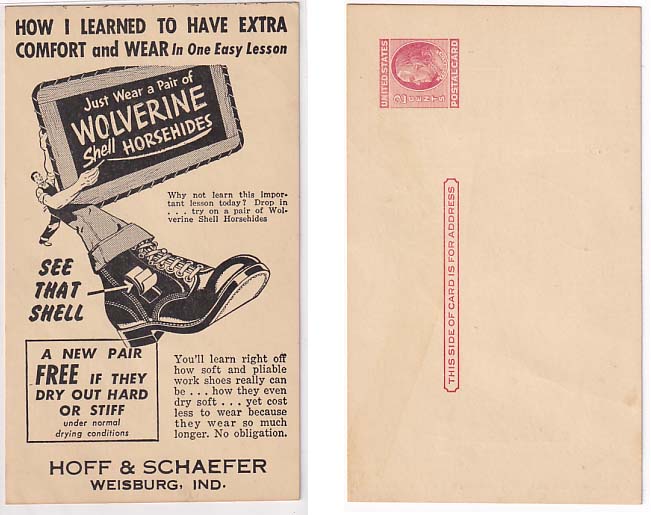 HOW I LEARNED TO HAVE EXTRA
COMFORT and WEAR In One Easy Lesson
Just Wear a Pair of
WOLVERINE
Shell HORSEHIDES
Why not learn this impor-
tant lesson today? Drop in
. . . try on a pair of Wol-
verine Shell Horsehides
SEE
THAT
SHELL
A NEW PAIR
FREE IF THEY
DRY OUT HARD
OR STIFF
under normal
drying conditions
You'll learn right off
how soft and pliable
work shoes really can
be . . . how they even
dry soft . . . yet cost
less to wear because
they wear so much
longer. No obligation.
HOFF & SCHAEFER
WEISBURG, IND.
UNITED STATES
2 CENTS
POSTAL CARD
THIS SIDE OF CARD IS FOR ADDRESS